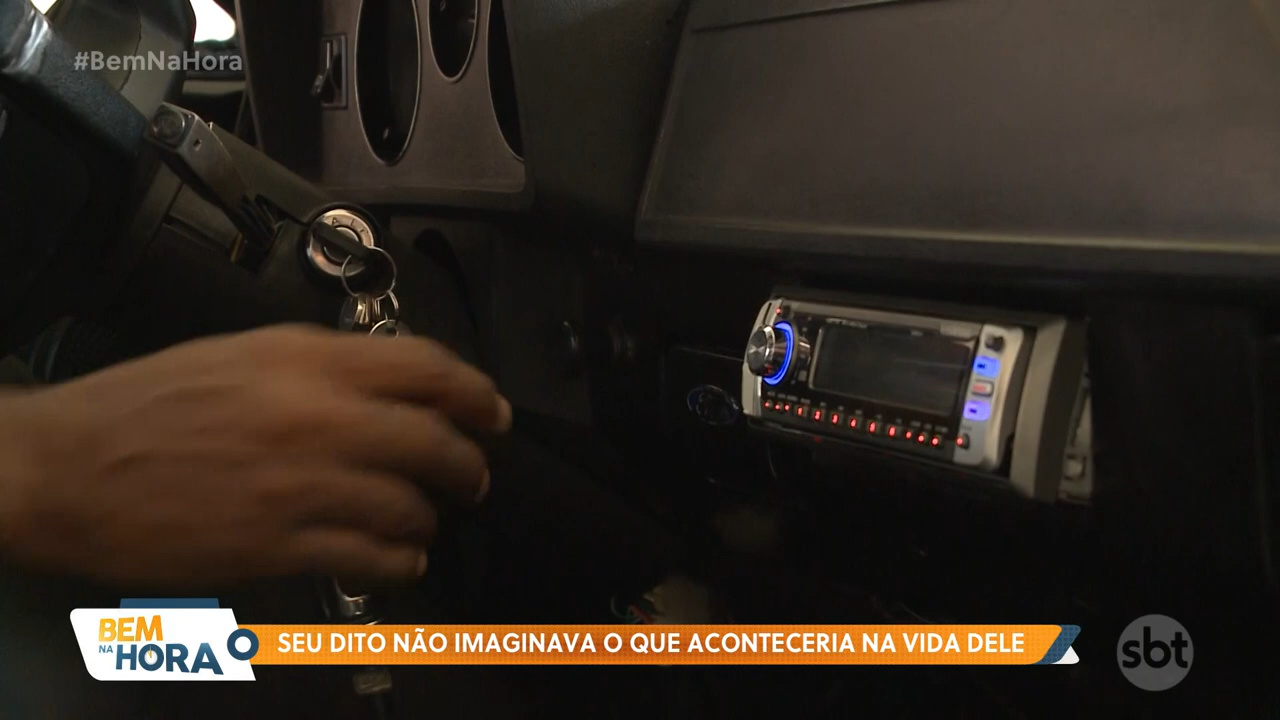 #BemNaHora
BEM
NA HORA
SEU DITO NÃO IMAGINAVA O QUE ACONTECERIA NA VIDA DELE
sbt